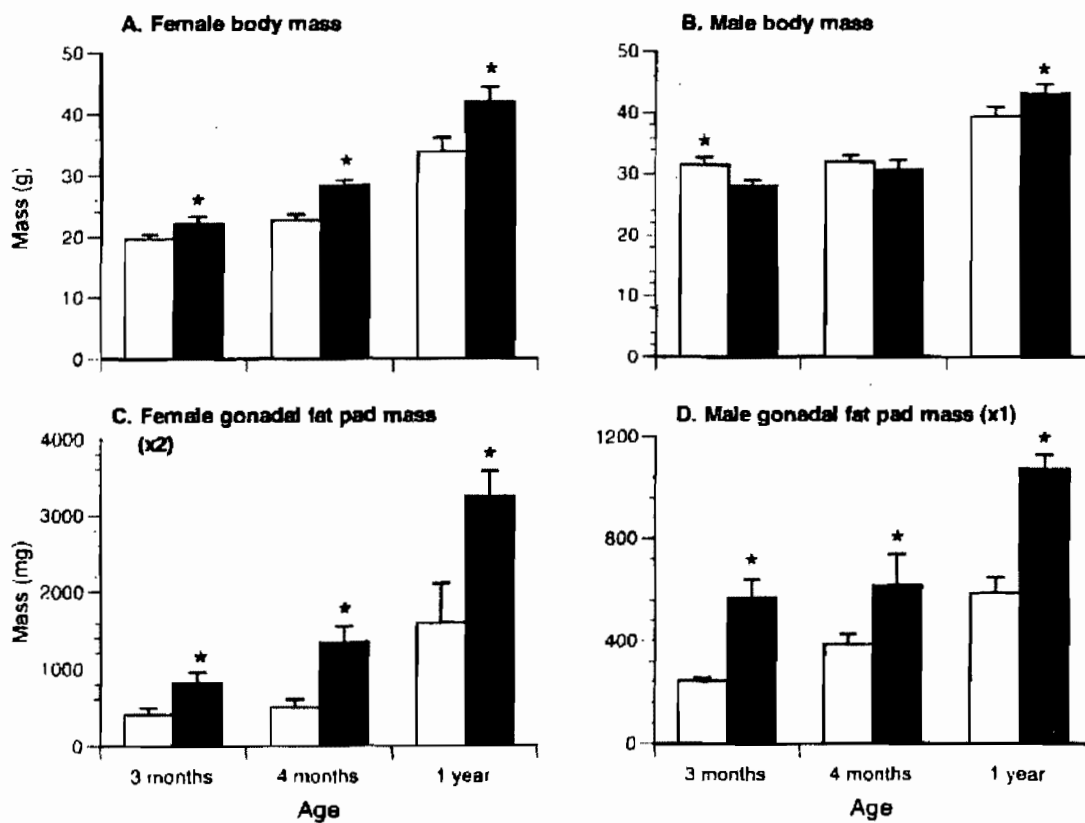 A. Female body mass
50
40
30
20
10
0
Mass (g)
*
*
*
B. Male body mass
50
40
30
20
10
0
*
*
C. Female gonadal fat pad mass
(x2)
4000
3000
2000
1000
0
Mass (mg)
*
*
*
3 months
4 months
1 year
Age
D. Male gonadal fat pad mass (x1)
1200
800
400
0
*
*
*
3 months
4 months
1 year
Age